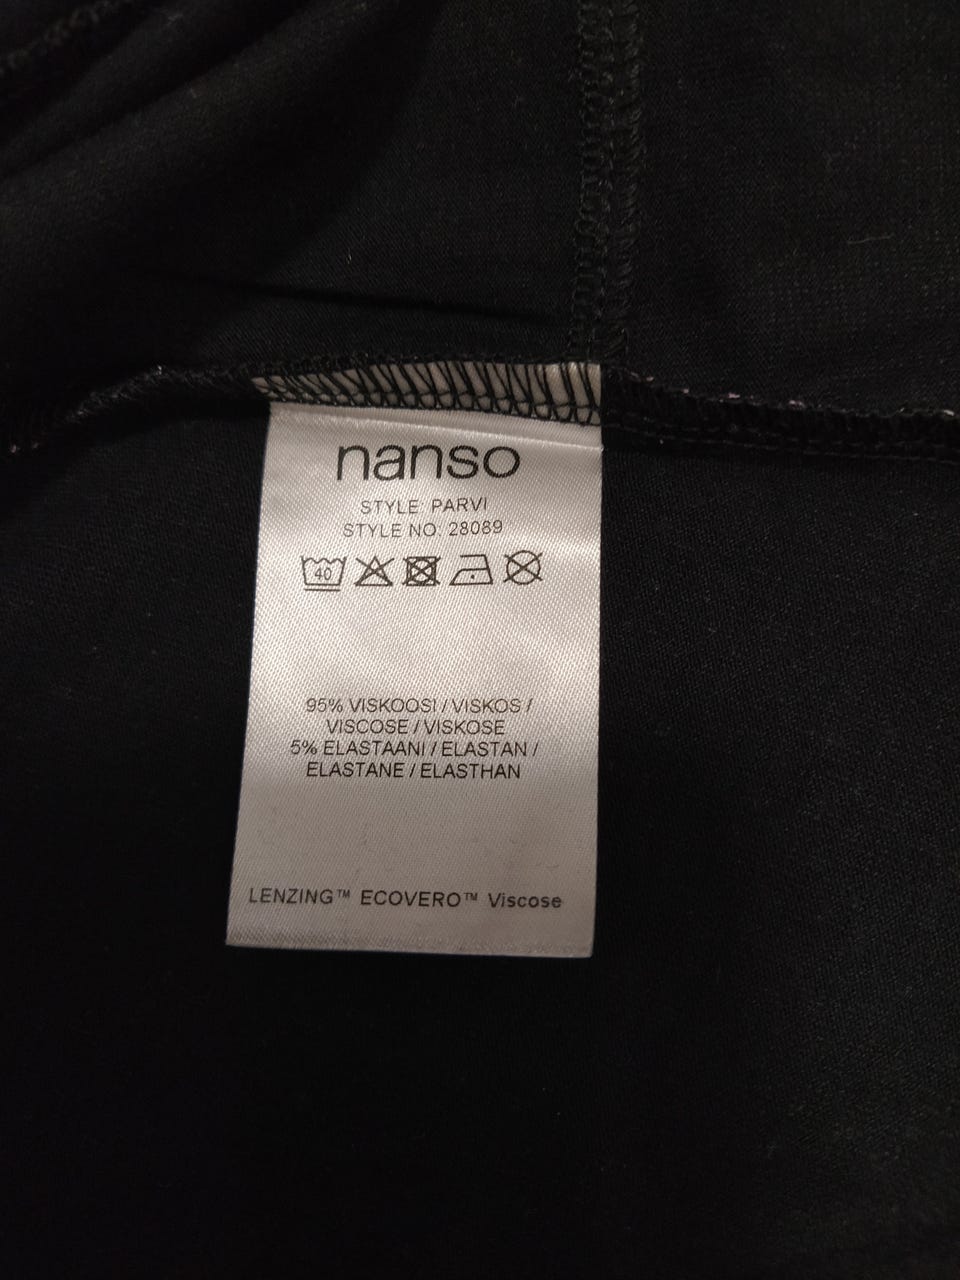 nanso
STYLE: PARVI
STYLE NO: 28089
40
95% VISKOOSI / VISKOS /
VISCOSE / VISKOSE
5% ELASTAANI / ELASTAN /
ELASTANE / ELASTHAN
LENZING™ ECOVERO™ Viscose